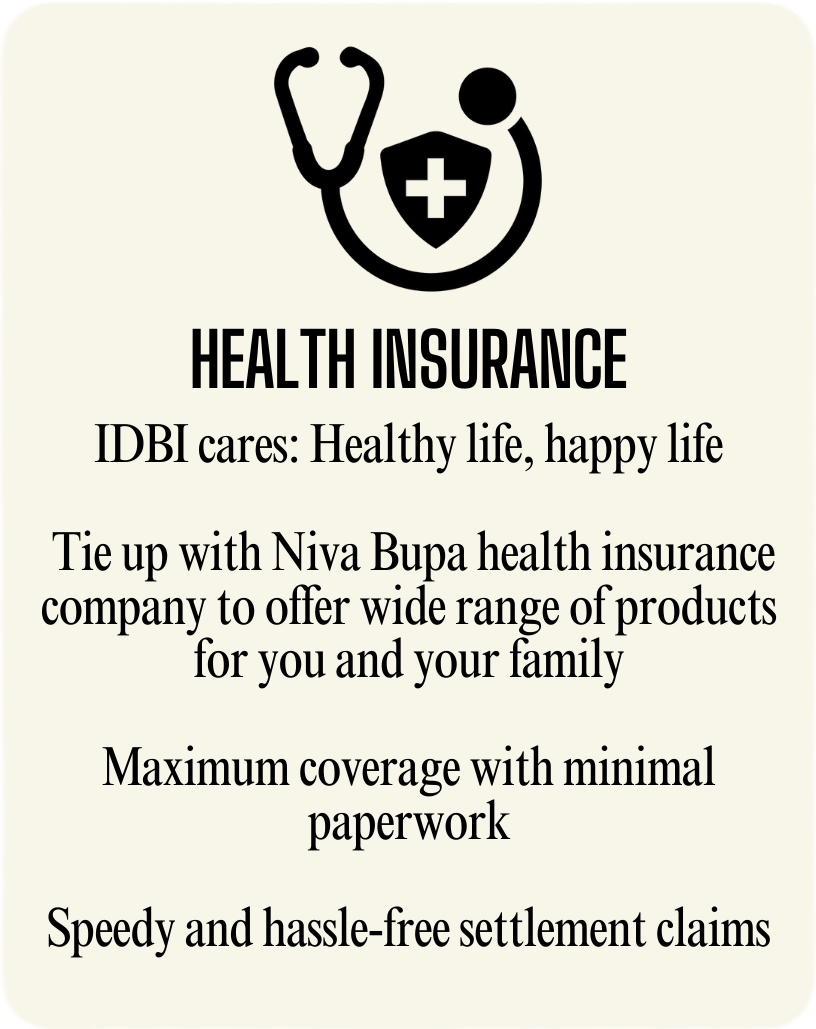 HEALTH INSURANCE
IDBI cares: Healthy life, happy life
Tie up with Niva Bupa health insurance
company to offer wide range of products
for you and your family
Maximum coverage with minimal
paperwork
Speedy and hassle-free settlement claims